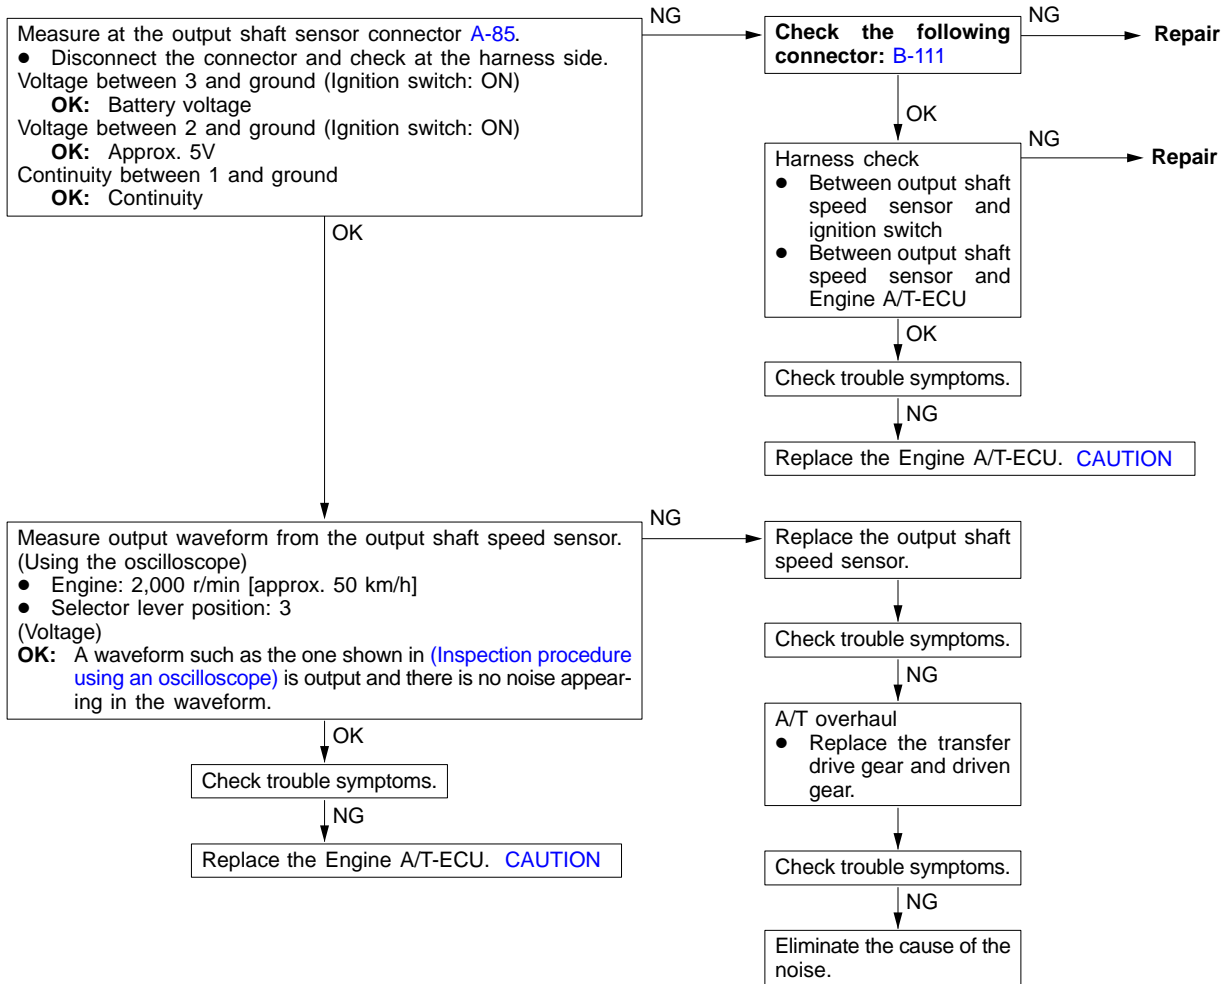 Measure at the output shaft sensor connector A-85.
● Disconnect the connector and check at the harness side.
Voltage between 3 and ground (Ignition switch: ON)
OK: Battery voltage
Voltage between 2 and ground (Ignition switch: ON)
OK: Approx. 5V
Continuity between 1 and ground
OK: Continuity
NG
Check the following
connector: B-111
NG
Repair
OK
Harness check
● Between output shaft
speed sensor and
ignition switch
● Between output shaft
speed sensor and
Engine A/T-ECU
NG
Repair
OK
Check trouble symptoms.
NG
Replace the Engine A/T-ECU. CAUTION
OK
Measure output waveform from the output shaft speed sensor.
(Using the oscilloscope)
● Engine: 2,000 r/min [approx. 50 km/h]
● Selector lever position: 3
(Voltage)
OK: A waveform such as the one shown in (Inspection procedure
using an oscilloscope) is output and there is no noise appear-
ing in the waveform.
NG
Replace the output shaft
speed sensor.
Check trouble symptoms.
NG
A/T overhaul
● Replace the transfer
drive gear and driven
gear.
Check trouble symptoms.
NG
Eliminate the cause of the
noise.
OK
Check trouble symptoms.
NG
Replace the Engine A/T-ECU. CAUTION